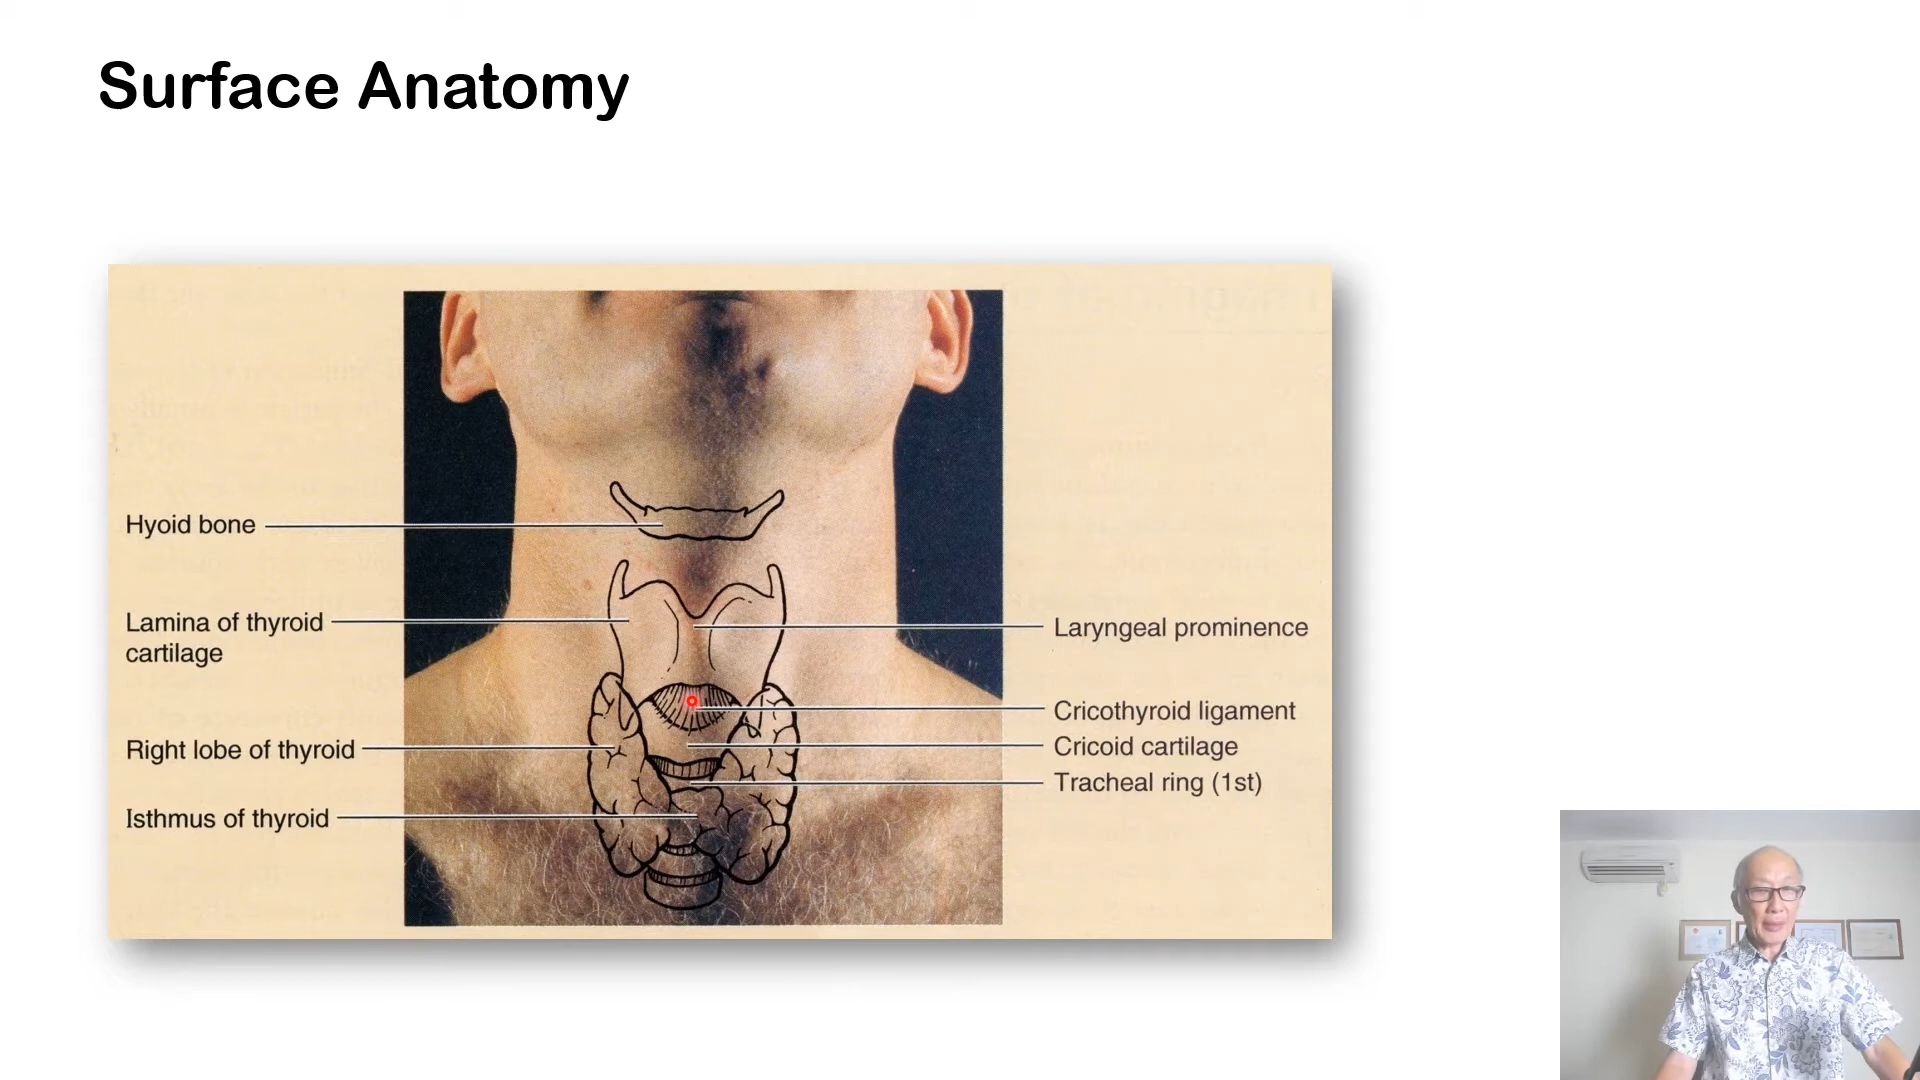 Surface Anatomy
Hyoid bone
Lamina of thyroid
cartilage
Right lobe of thyroid
Isthmus of thyroid
Laryngeal prominence
Cricothyroid ligament
Cricoid cartilage
Tracheal ring (1st)